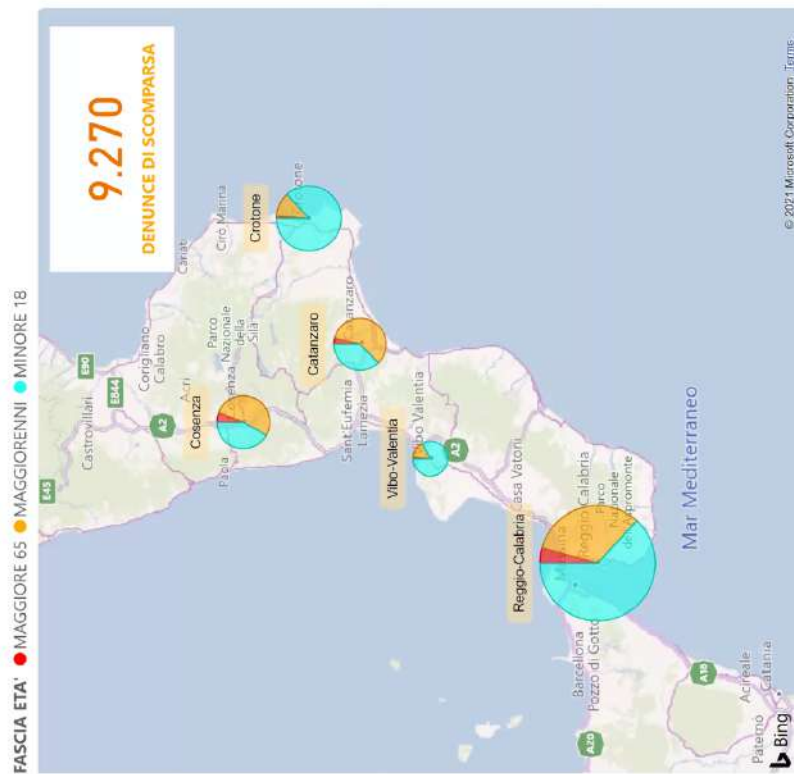 FASCIA ETA' MAGGIORE 65 MAGGIORENNI MINORE 18
9.270
DENUNCE DI SCOMPARSA
E45
Castrovillari
E90
E844
Corigliano
Calabro
Cariati
A2
Acri
Cirò Marina
Cosenza
Parco
Nazionale
della
Sila
Crotone
Paola
Catanzaro
Sant'Eufemia
Lamezia
Vibo-Valentia
Vibo Valentia
A2
Casa Vatoni
Reggio-Calabria
Reggio Calabria
Parco
Nazionale
dell'Aspromonte
Barcellona
Pozzo di Gotto
A20
A18
Mar Mediterraneo
Acireale
Paternò
Catania
Bing
© 2021 Microsoft Corporation Terms